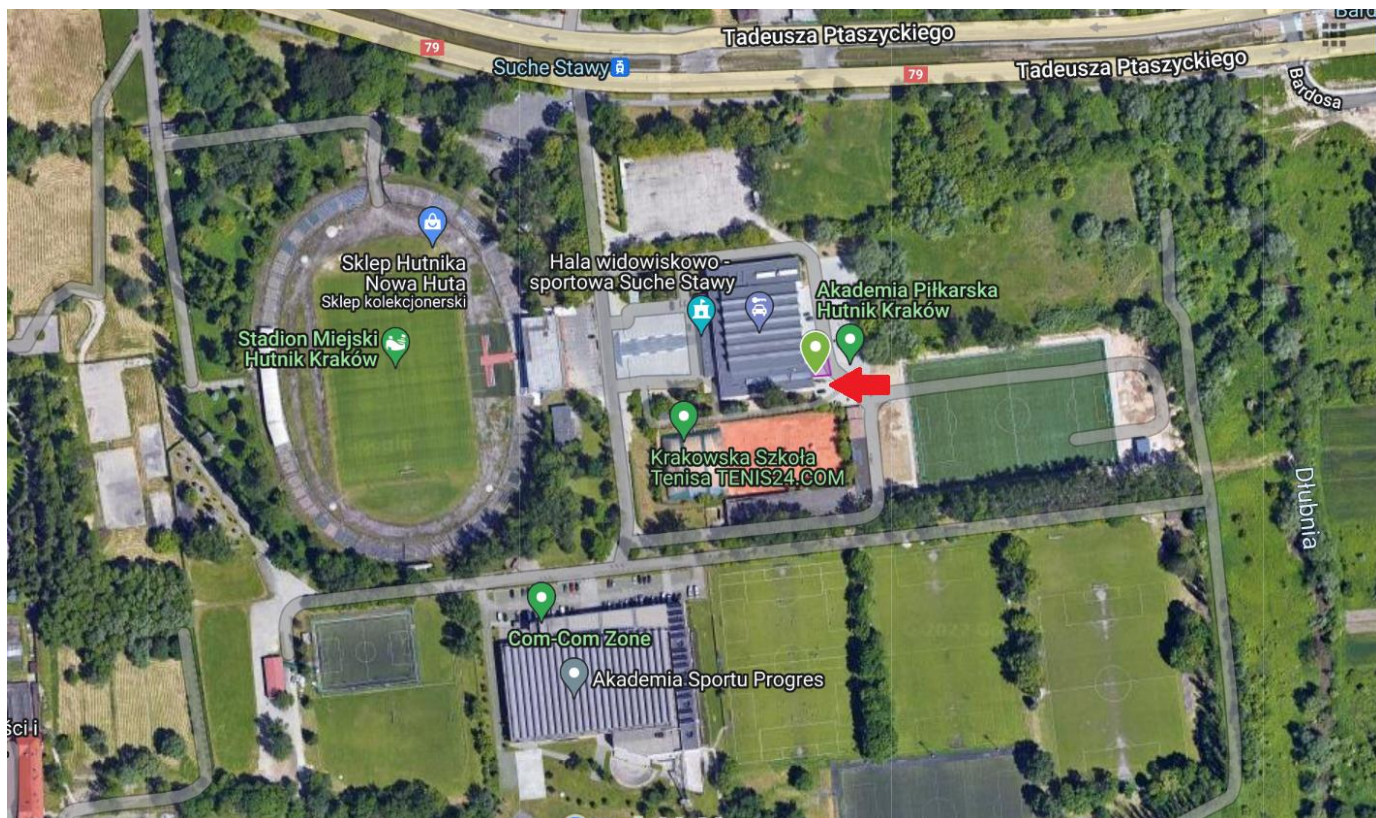 Tadeusza Ptaszyckiego
79
Suche Stawy
79
Tadeusza Ptaszyckiego
Bardosa
Sklep Hutnika
Nowa Huta
Sklep kolekcjonerski
Hala widowiskowo -
sportowa Suche Stawy
Akademia Piłkarska
Hutnik Kraków
Stadion Miejski
Hutnik Kraków
Krakowska Szkoła
Tenisa TENIS24.COM
Dłubnia
Com-Com Zone
Akademia Sportu Progres
ści i